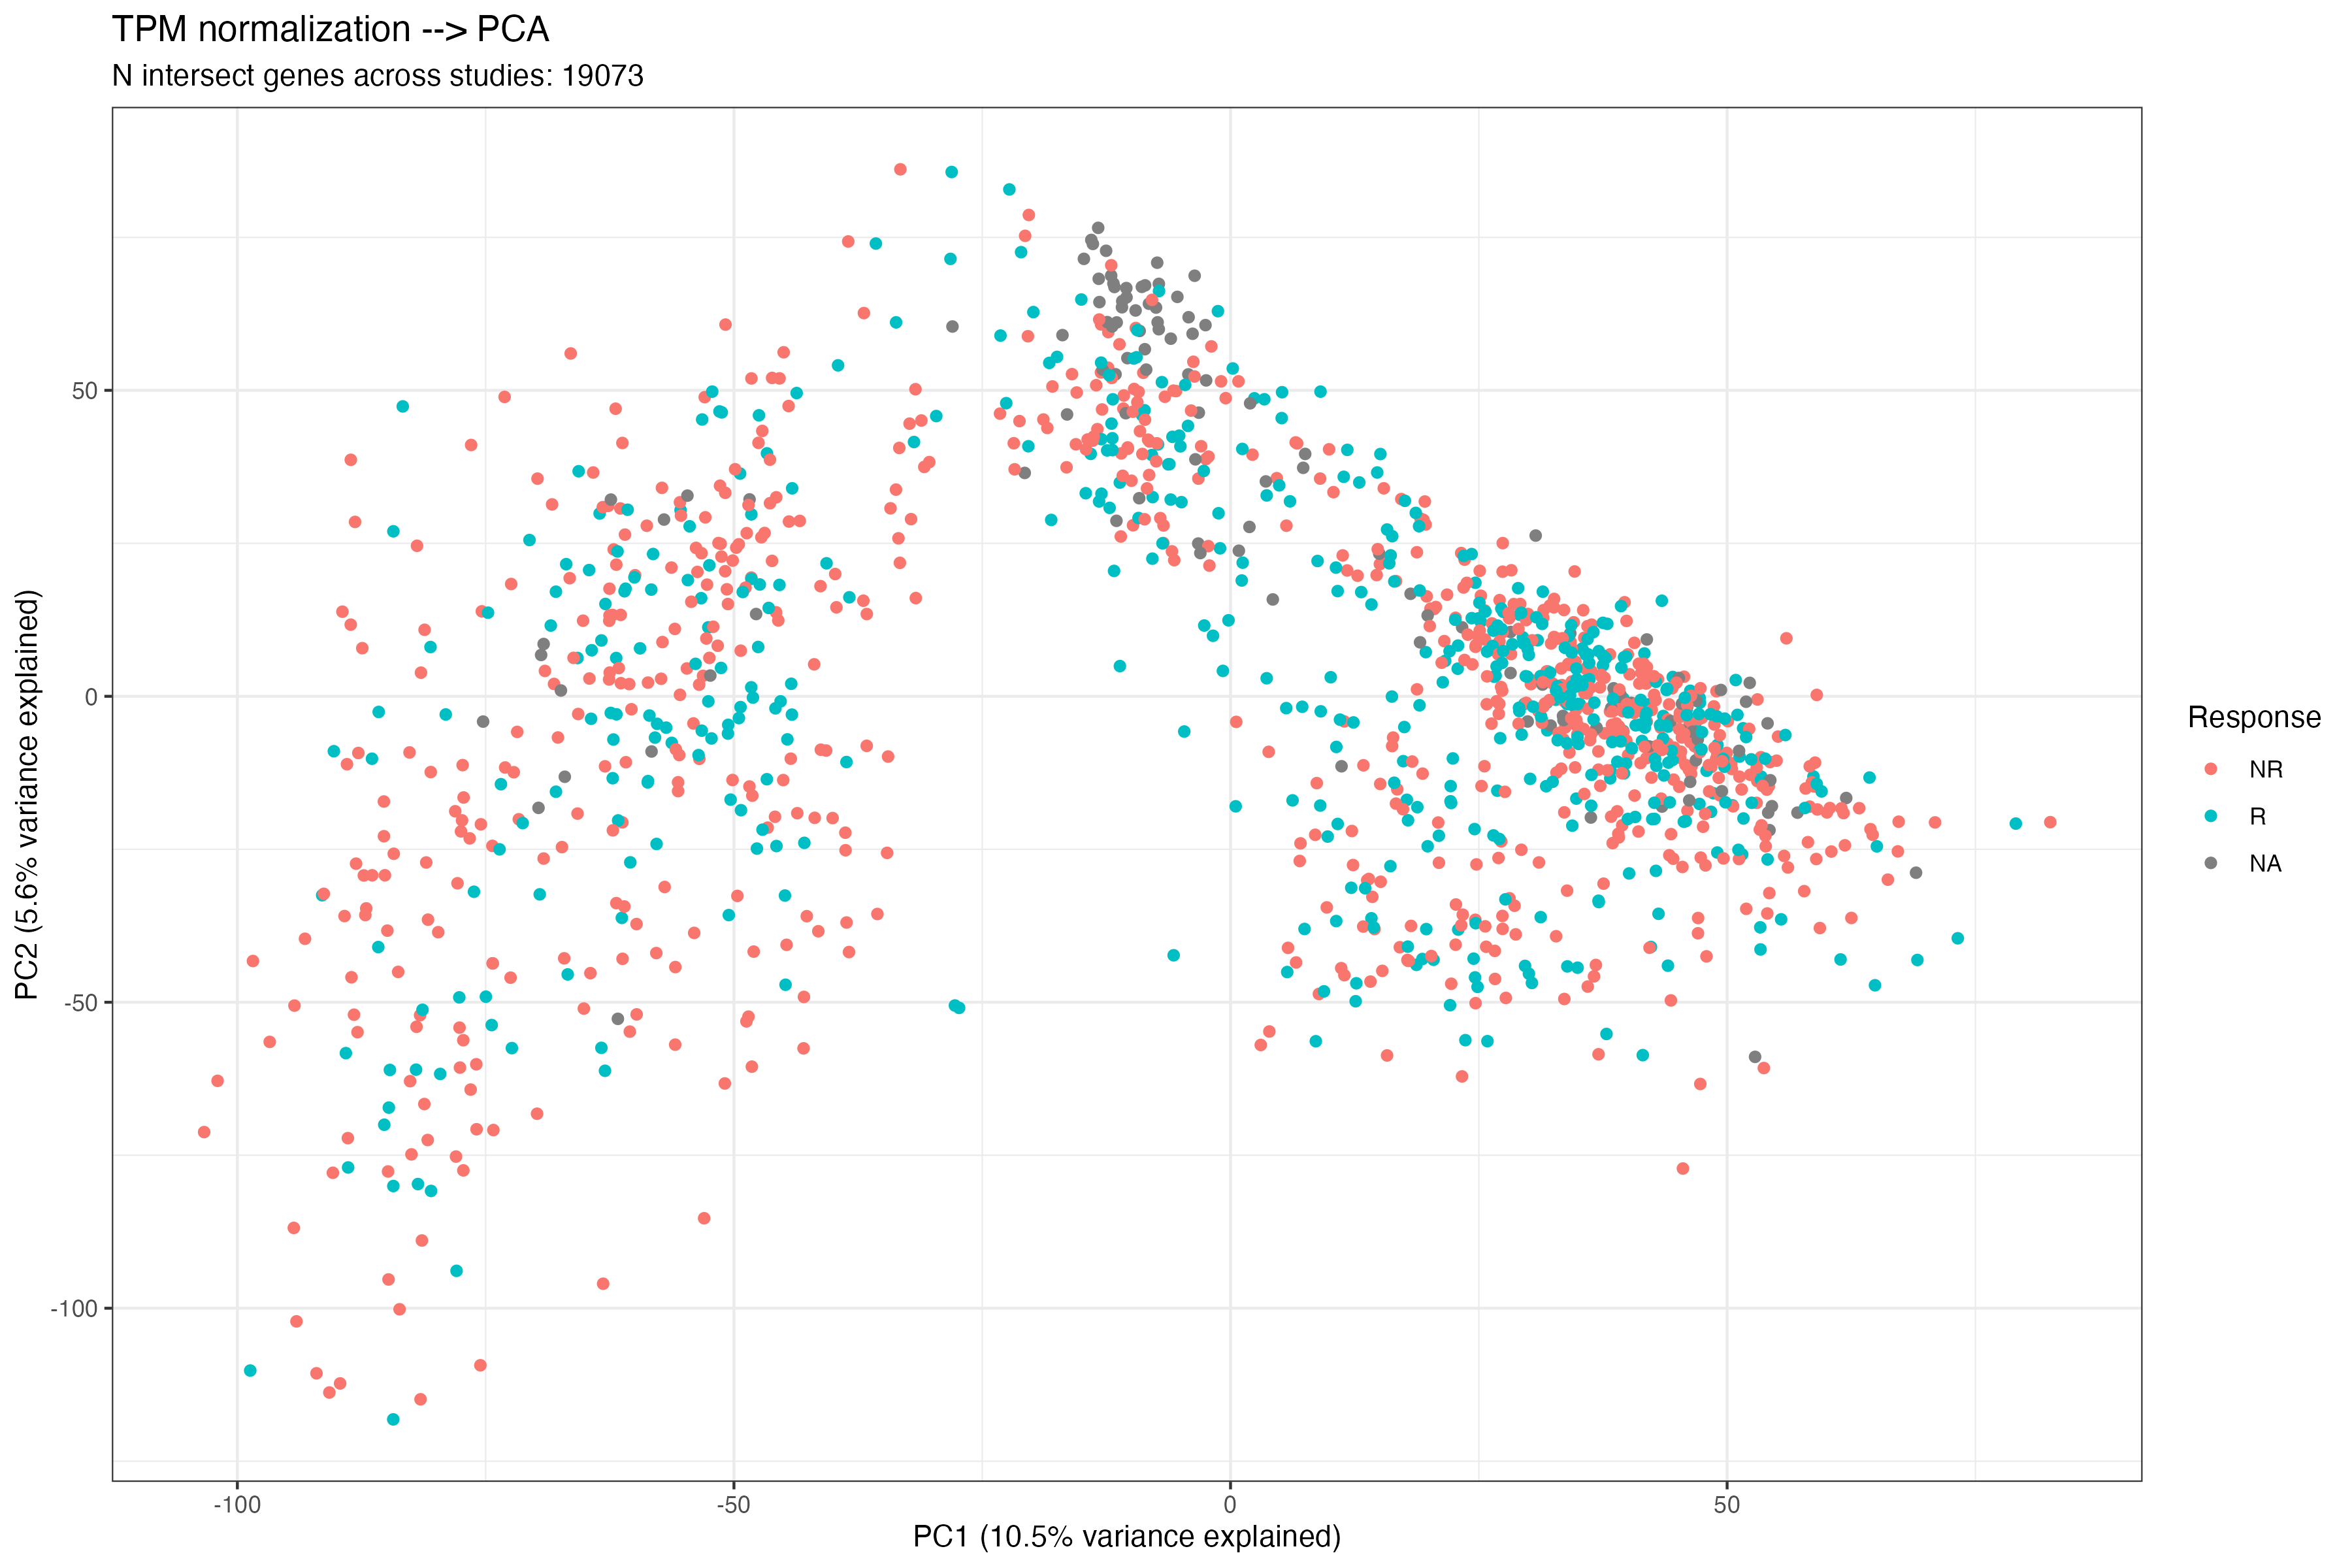 TPM normalization --> PCA
N intersect genes across studies: 19073
PC2 (5.6% variance explained)
50
0
-50
-100
-100
-50
0
50
PC1 (10.5% variance explained)
Response
NR
R
NA